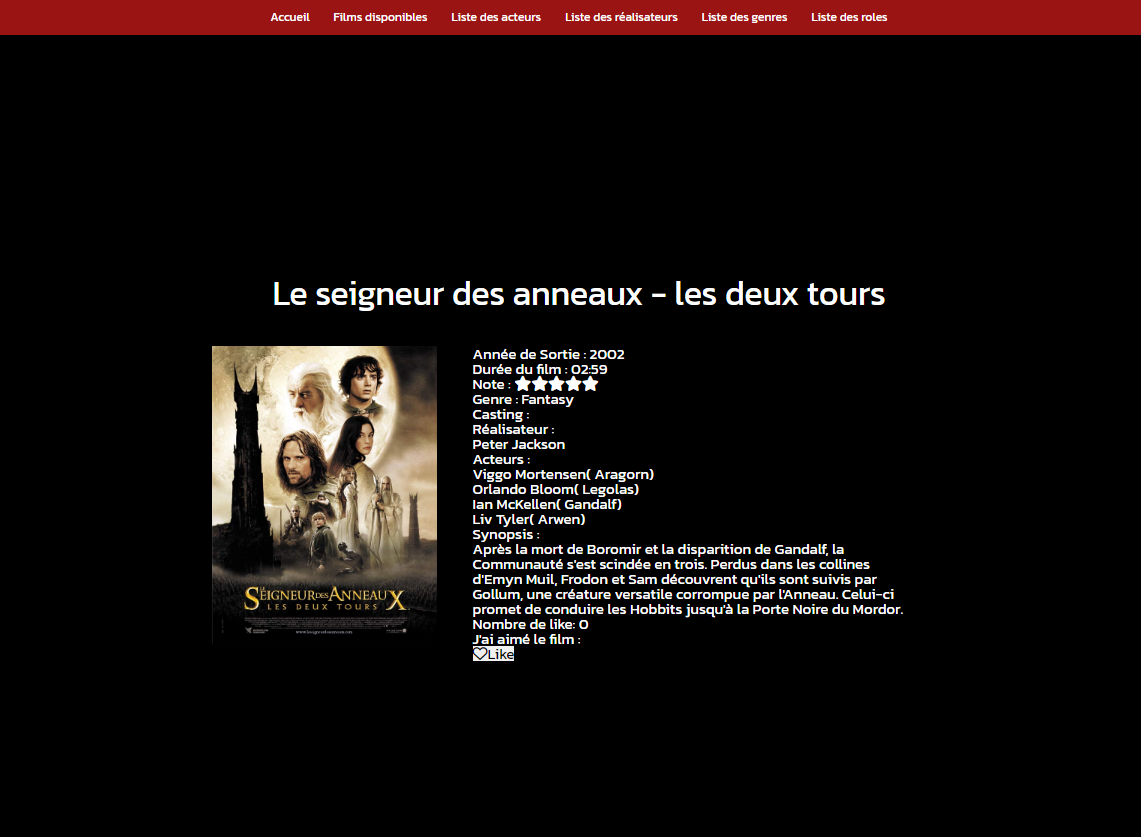 Accueil Films disponibles Liste des acteurs Liste des réalisateurs Liste des genres Liste des roles
Le seigneur des anneaux - les deux tours
Année de Sortie : 2002
Durée du film : 02:59
Note :
Genre : Fantasy
Casting :
Réalisateur :
Peter Jackson
Acteurs :
Viggo Mortensen( Aragorn)
Orlando Bloom( Legolas)
Ian McKellen( Gandalf)
Liv Tyler( Arwen)
Synopsis :
Après la mort de Boromir et la disparition de Gandalf, la
Communauté s'est scindée en trois. Perdus dans les collines
d'Emyn Muil, Frodon et Sam découvrent qu'ils sont suivis par
Gollum, une créature versatile corrompue par l'Anneau. Celui-ci
promet de conduire les Hobbits jusqu'à la Porte Noire du Mordor.
Nombre de like: 0
J'ai aimé le film :
Like
LE SEIGNEUR DES ANNEAUX
LES DEUX TOURS